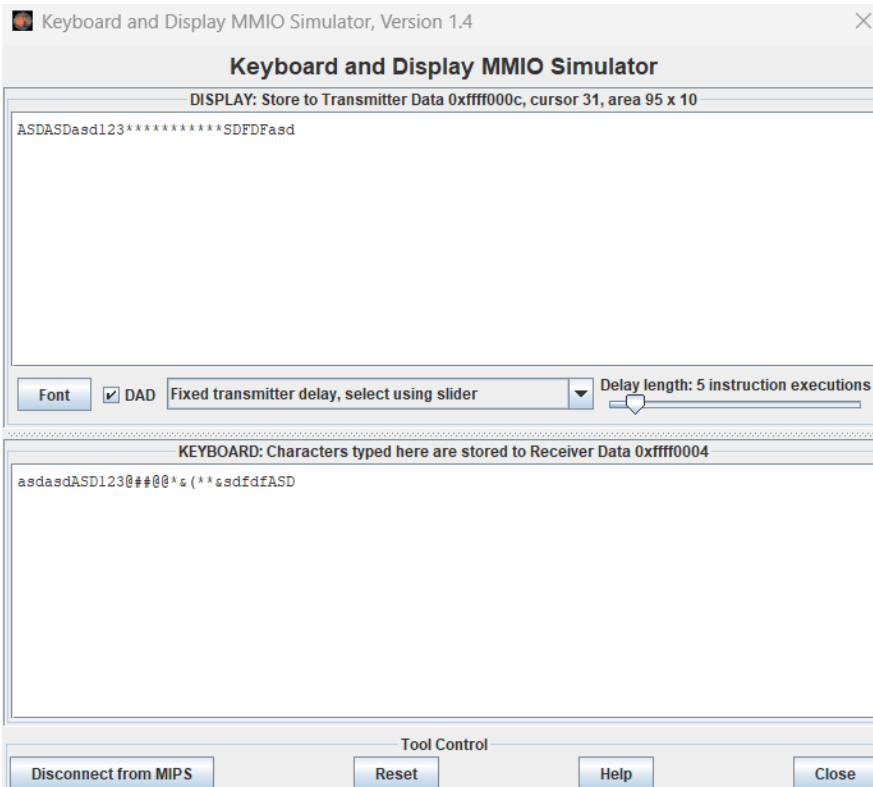 Keyboard and Display MMIO Simulator, Version 1.4
Keyboard and Display MMIO Simulator
DISPLAY: Store to Transmitter Data 0xffff000c, cursor 31, area 95 x 10
ASDASDasd123***********SDFDFasd
Font
DAD
Fixed transmitter delay, select using slider
Delay length: 5 instruction executions
KEYBOARD: Characters typed here are stored to Receiver Data 0xffff0004
asdasdASD123@##@@*&(**&sdfdfASD
Tool Control
Disconnect from MIPS
Reset
Help
Close